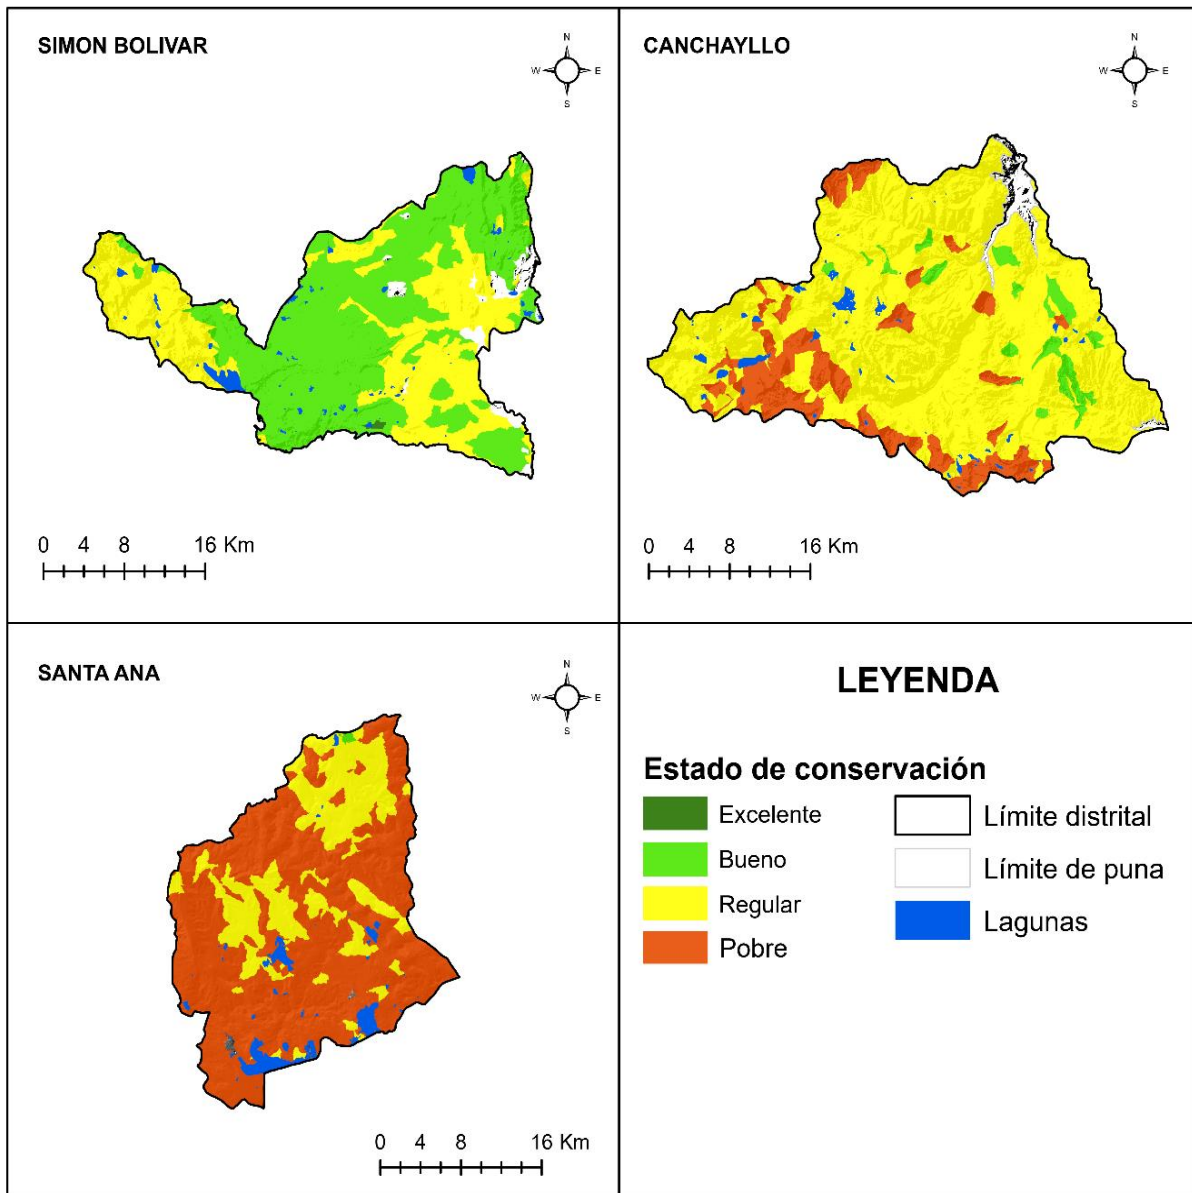 SIMON BOLIVAR
N
W E
S
0 4 8 16 Km
CANCHAYLLO
N
W E
S
0 4 8 16 Km
SANTA ANA
N
W E
S
0 4 8 16 Km
LEYENDA
Estado de conservación
Excelente
Bueno
Regular
Pobre
Límite distrital
Límite de puna
Lagunas